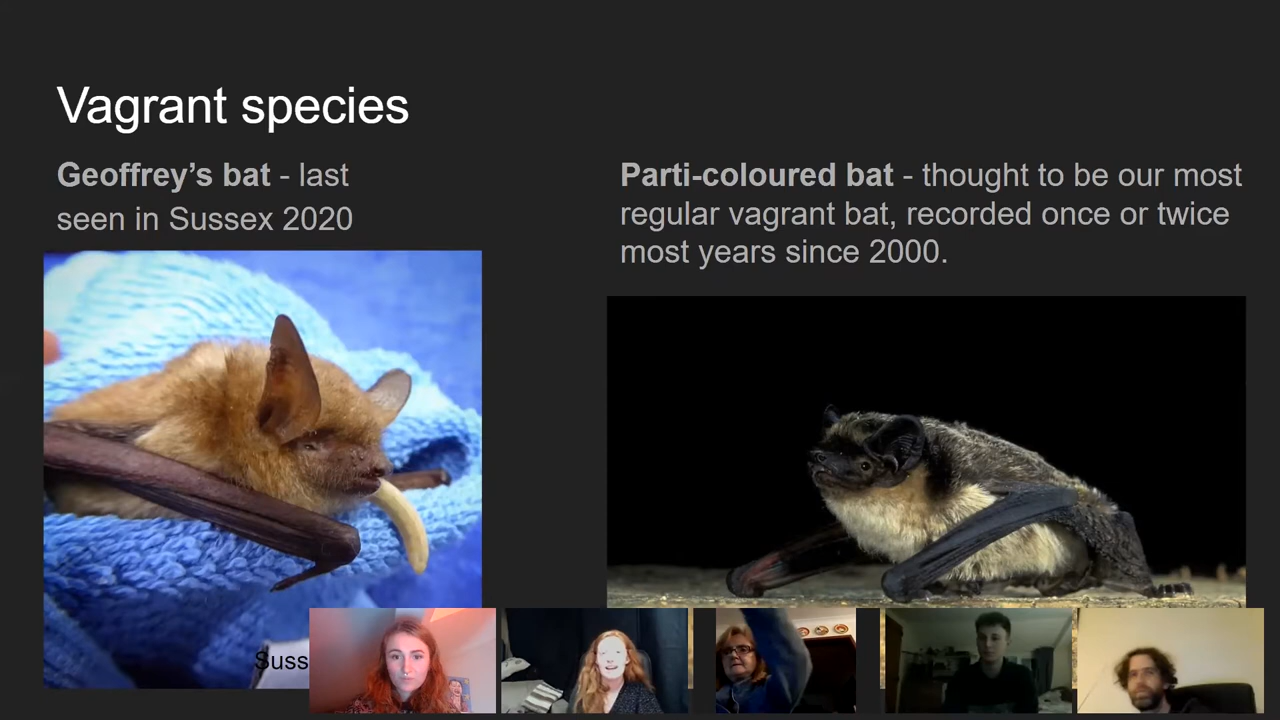 Vagrant species
Geoffrey’s bat - last
seen in Sussex 2020
Parti-coloured bat - thought to be our most
regular vagrant bat, recorded once or twice
most years since 2000.